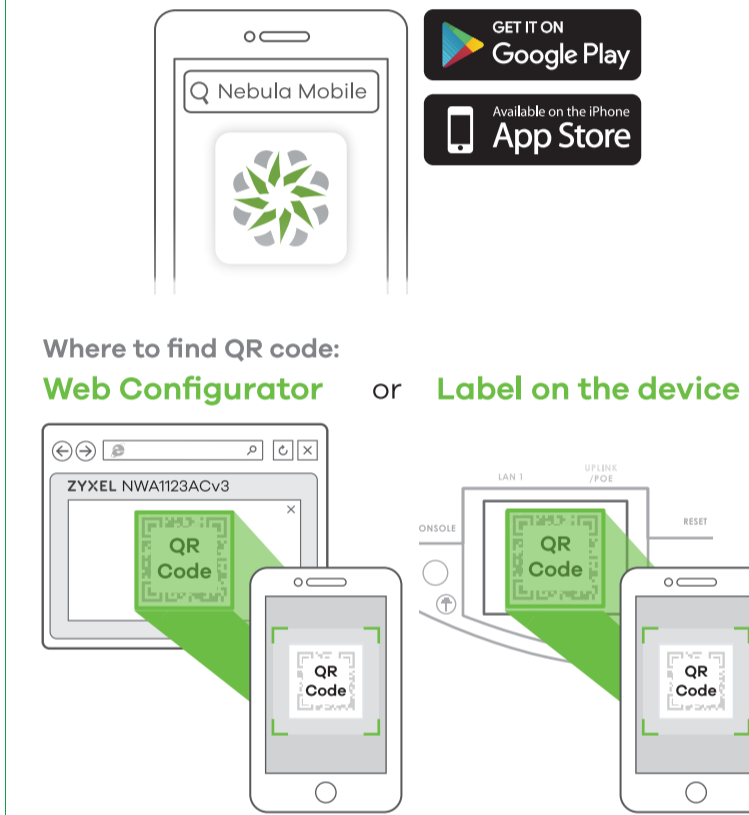 Nebula Mobile
GET IT ON
Google Play
Available on the iPhone
App Store
Where to find QR code:
Web Configurator or Label on the device
ZYXEL NWA1123ACv3
QR
Code
QR
Code
LAN 1
UPLINK
/POE
ONSOLE
RESET
QR
Code
QR
Code